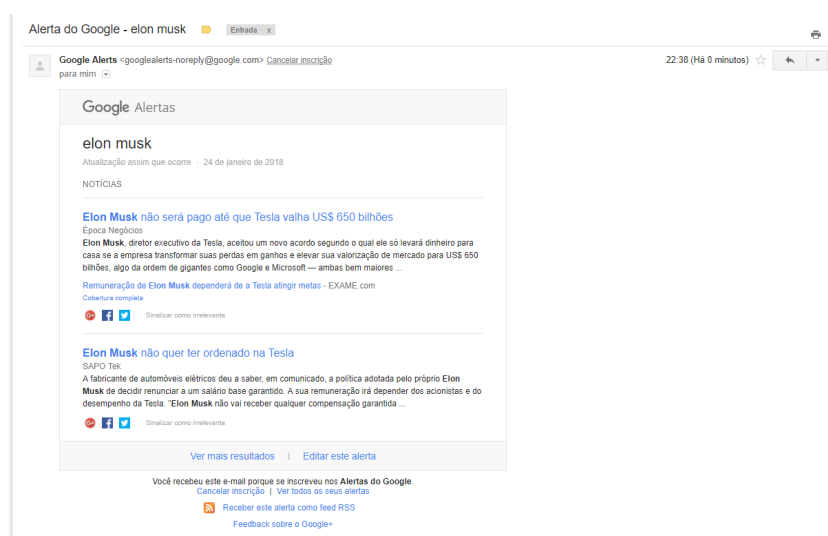 Alerta do Google - elon musk
Entrada x
Google Alerts <googlealerts-noreply@google.com> Cancelar inscrição
22:38 (Há 0 minutos)
para mim
Google Alertas
elon musk
Atualização assim que ocorre · 24 de janeiro de 2018
NOTÍCIAS
Elon Musk não será pago até que Tesla valha US$ 650 bilhões
Época Negócios
Elon Musk, diretor executivo da Tesla, aceitou um novo acordo segundo o qual ele só levará dinheiro para
casa se a empresa transformar suas perdas em ganhos e elevar sua valorização de mercado para US$ 650
bilhões, algo da ordem de gigantes como Google e Microsoft — ambas bem maiores ...
Remuneração de Elon Musk dependerá de a Tesla atingir metas - EXAME.com
Cobertura completa
G+
Sinalizar como irrelevante
Elon Musk não quer ter ordenado na Tesla
SAPO Tek
A fabricante de automóveis elétricos deu a saber, em comunicado, a política adotada pelo próprio Elon
Musk de decidir renunciar a um salário base garantido. A sua remuneração irá depender dos acionistas e do
desempenho da Tesla. "Elon Musk não vai receber qualquer compensação garantida ...
G+
Sinalizar como irrelevante
Ver mais resultados | Editar este alerta
Você recebeu este e-mail porque se inscreveu nos Alertas do Google.
Cancelar inscrição | Ver todos os seus alertas
Receber este alerta como feed RSS
Feedback sobre o Google+